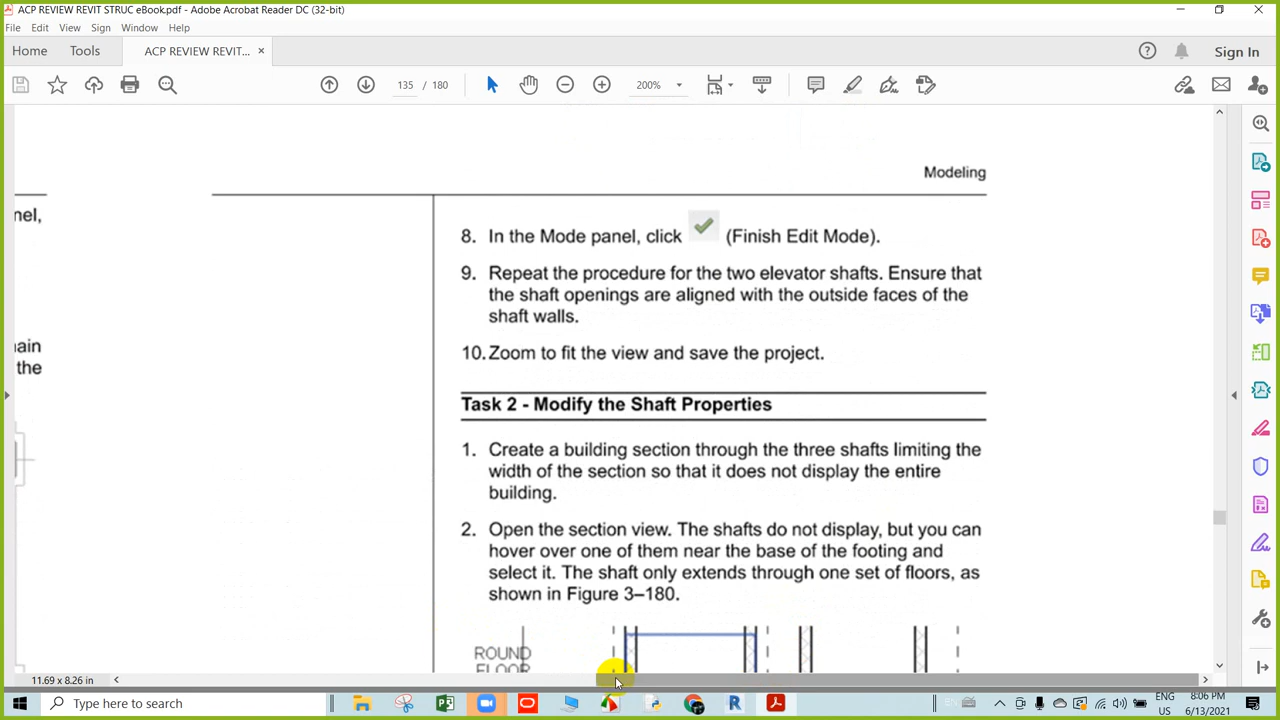 ACP REVIEW REVIT STRUC eBook.pdf - Adobe Acrobat Reader DC (32-bit)
File Edit View Sign Window Help
Home Tools ACP REVIEW REVIT... × Sign In
135 / 180 200%
Modeling
nel,
ain
the
8. In the Mode panel, click (Finish Edit Mode).
9. Repeat the procedure for the two elevator shafts. Ensure that
the shaft openings are aligned with the outside faces of the
shaft walls.
10. Zoom to fit the view and save the project.
Task 2 - Modify the Shaft Properties
1. Create a building section through the three shafts limiting the
width of the section so that it does not display the entire
building.
2. Open the section view. The shafts do not display, but you can
hover over one of them near the base of the footing and
select it. The shaft only extends through one set of floors, as
shown in Figure 3–180.
ROUND
FLOOR
11.69 x 8.26 in
Type here to search
ENG 8:06 PM
US 6/13/2021